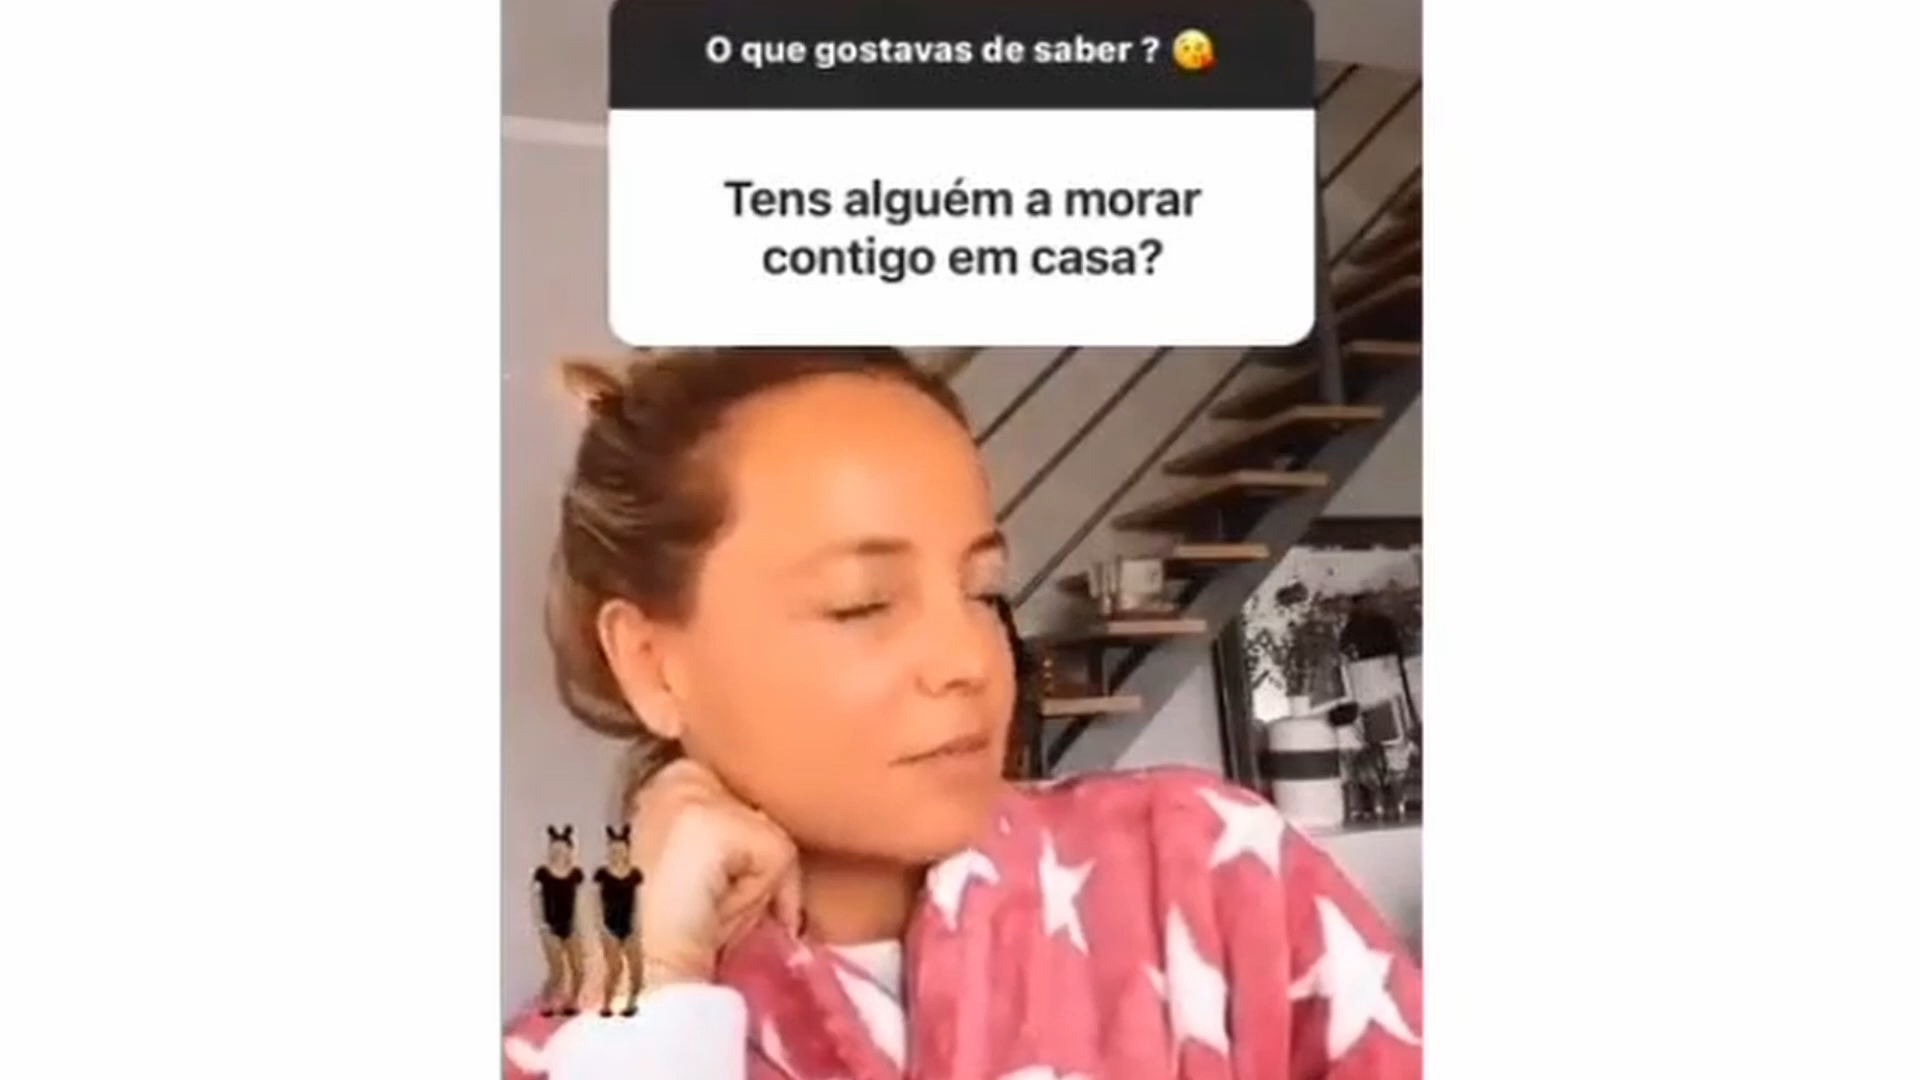 O que gostavas de saber ? 😘
Tens alguém a morar
contigo em casa?